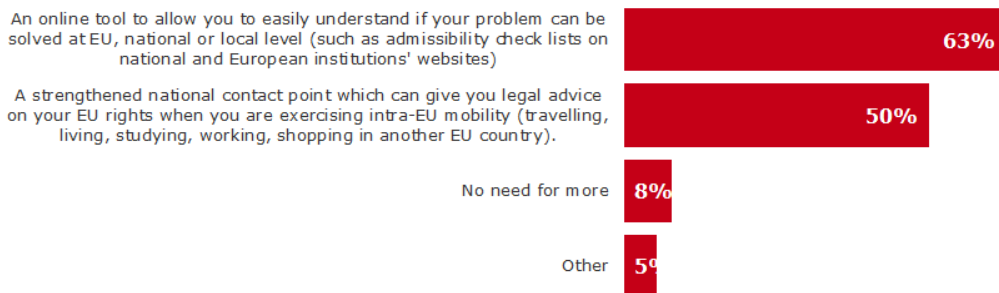 An online tool to allow you to easily understand if your problem can be
solved at EU, national or local level (such as admissibility check lists on
national and European institutions' websites)
63%
A strengthened national contact point which can give you legal advice
on your EU rights when you are exercising intra-EU mobility (travelling,
living, studying, working, shopping in another EU country).
50%
No need for more
8%
Other
5%